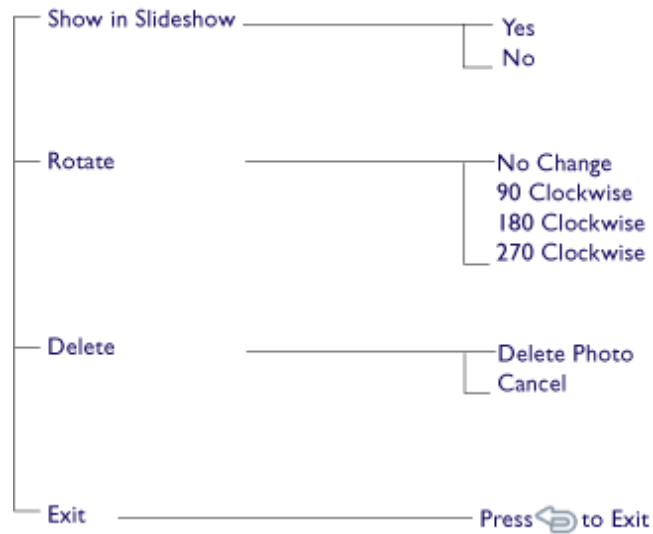 Show in Slideshow
Yes
No
Rotate
No Change
90 Clockwise
180 Clockwise
270 Clockwise
Delete
Delete Photo
Cancel
Exit
Press to Exit